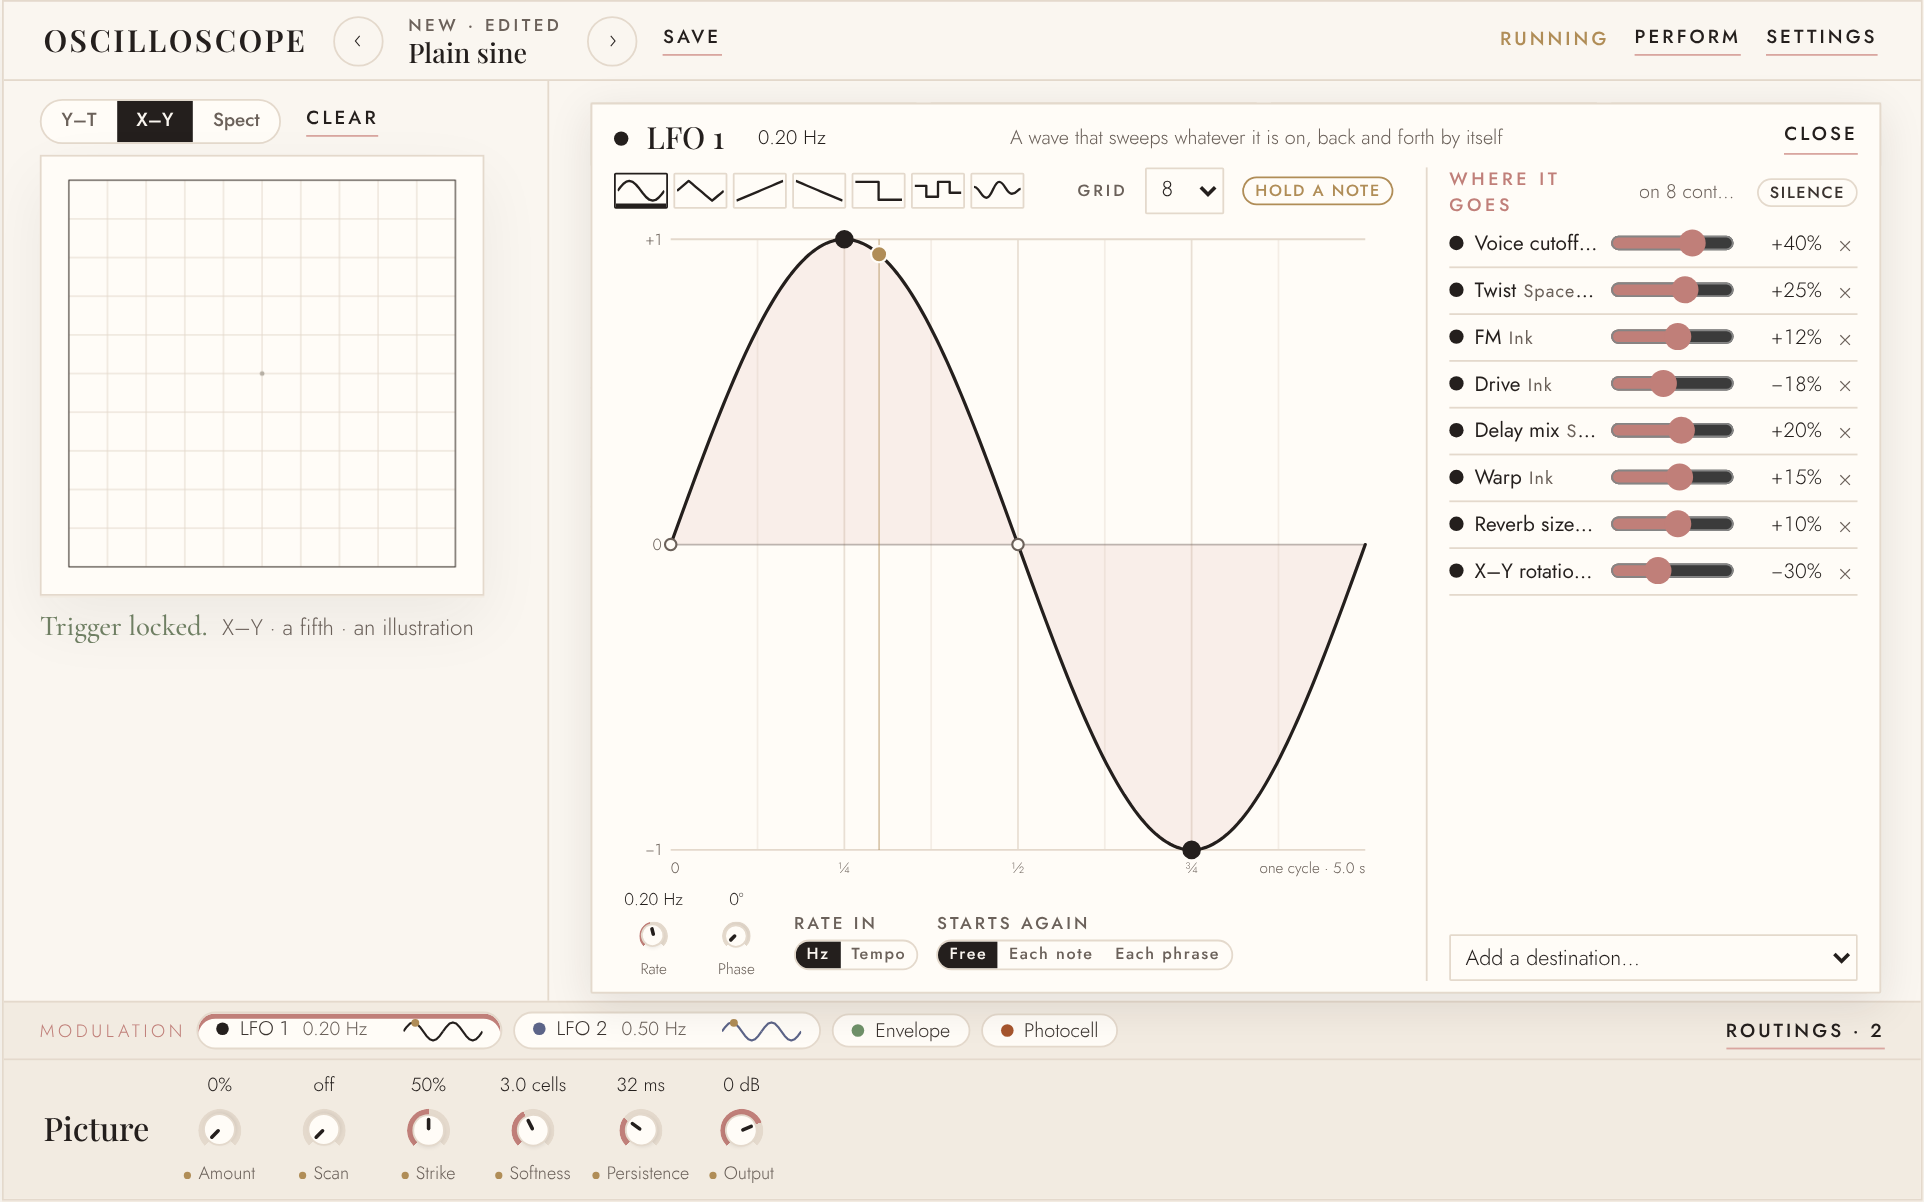 OSCILLOSCOPE
‹
NEW · EDITED
Plain sine
›
SAVE
RUNNING
PERFORM
SETTINGS
Y–T
X–Y
Spect
CLEAR
Trigger locked. X–Y · a fifth · an illustration
LFO 1
0.20 Hz
A wave that sweeps whatever it is on, back and forth by itself
CLOSE
GRID
8
HOLD A NOTE
+1
0
−1
0
¼
½
¾
one cycle · 5.0 s
0.20 Hz
Rate
0°
Phase
RATE IN
Hz
Tempo
STARTS AGAIN
Free
Each note
Each phrase
WHERE IT
GOES
on 8 cont…
SILENCE
Voice cutoff… +40% ×
Twist Space… +25% ×
FM Ink +12% ×
Drive Ink −18% ×
Delay mix S… +20% ×
Warp Ink +15% ×
Reverb size… +10% ×
X–Y rotatio… −30% ×
Add a destination…
MODULATION
LFO 1 0.20 Hz
LFO 2 0.50 Hz
Envelope
Photocell
ROUTINGS · 2
Picture
0%
Amount
off
Scan
50%
Strike
3.0 cells
Softness
32 ms
Persistence
0 dB
Output